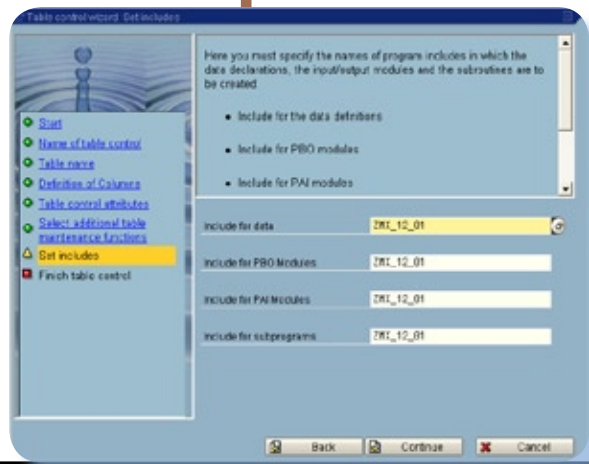 Table control wizard: Set includes
Here you must specify the names of program includes in which the
data declarations, the input/output modules and the subroutines are to
be created.
Include for the data definitions
Include for PBO modules
Include for PAI modules
Start
Name of table control
Table name
Definition of Columns
Table control attributes
Select additional table
maintenance functions
Set includes
Finish table control
Include for data
ZMI_12_01
Include for PBO Modules
ZMI_12_01
Include for PAI Modules
ZMI_12_01
Include for subprograms
ZMI_12_01
Back
Continue
Cancel